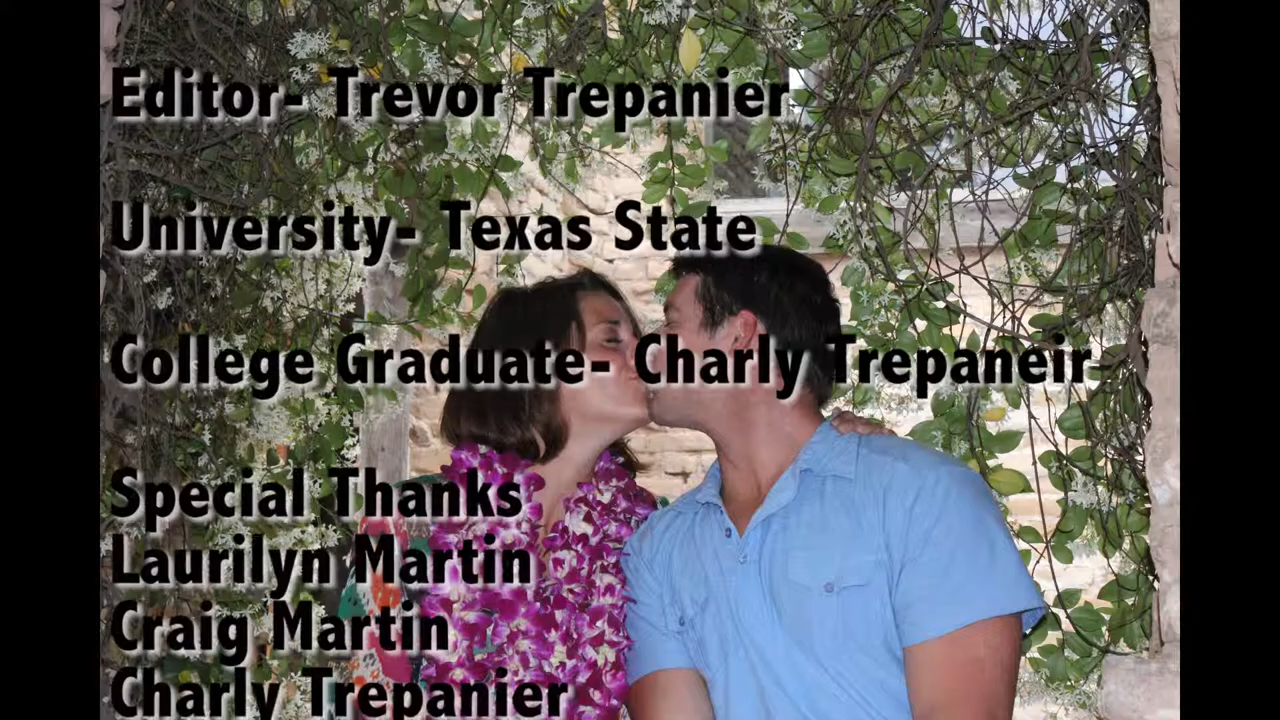 Editor- Trevor Trepanier
University- Texas State
College Graduate- Charly Trepaneir
Special Thanks
Laurilyn Martin
Craig Martin
Charly Trepanier